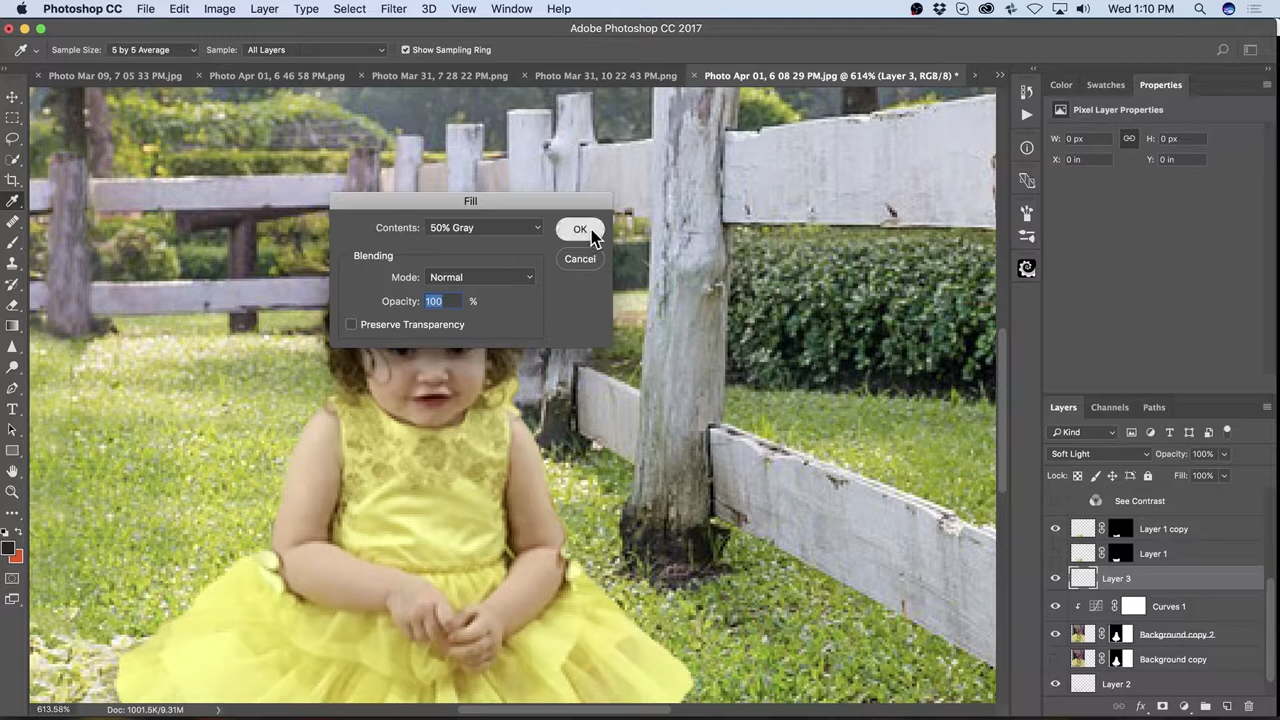 Photoshop CC File Edit Image Layer Type Select Filter 3D View Window Help Wed 1:10 PM
Adobe Photoshop CC 2017
Sample Size: 5 by 5 Average Sample: All Layers Show Sampling Ring
Photo Mar 09, 7 05 33 PM.jpg Photo Apr 01, 6 46 58 PM.png Photo Mar 31, 7 28 22 PM.png Photo Mar 31, 10 22 43 PM.png Photo Apr 01, 6 08 29 PM.jpg @ 614% (Layer 3, RGB/8) *
Color Swatches Properties
Pixel Layer Properties
W: 0 px H: 0 px
X: 0 in Y: 0 in
Fill
Contents: 50% Gray OK
Blending Cancel
Mode: Normal
Opacity: 100 %
Preserve Transparency
Layers Channels Paths
Kind
Soft Light Opacity: 100%
Lock: Fill: 100%
See Contrast
Layer 1 copy
Layer 1
Layer 3
Curves 1
Background copy 2
Background copy
Layer 2
613.58% Doc: 1001.5K/9.31M